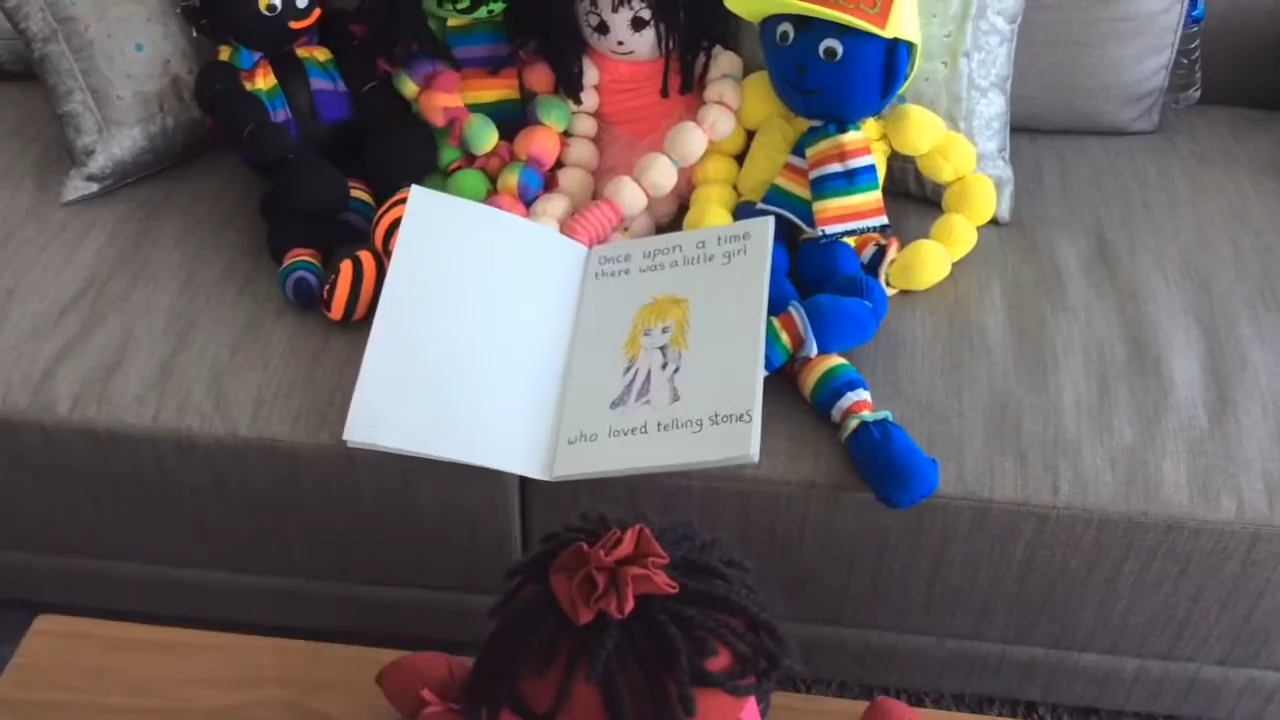 Once upon a time
there was a little girl
who loved telling stories